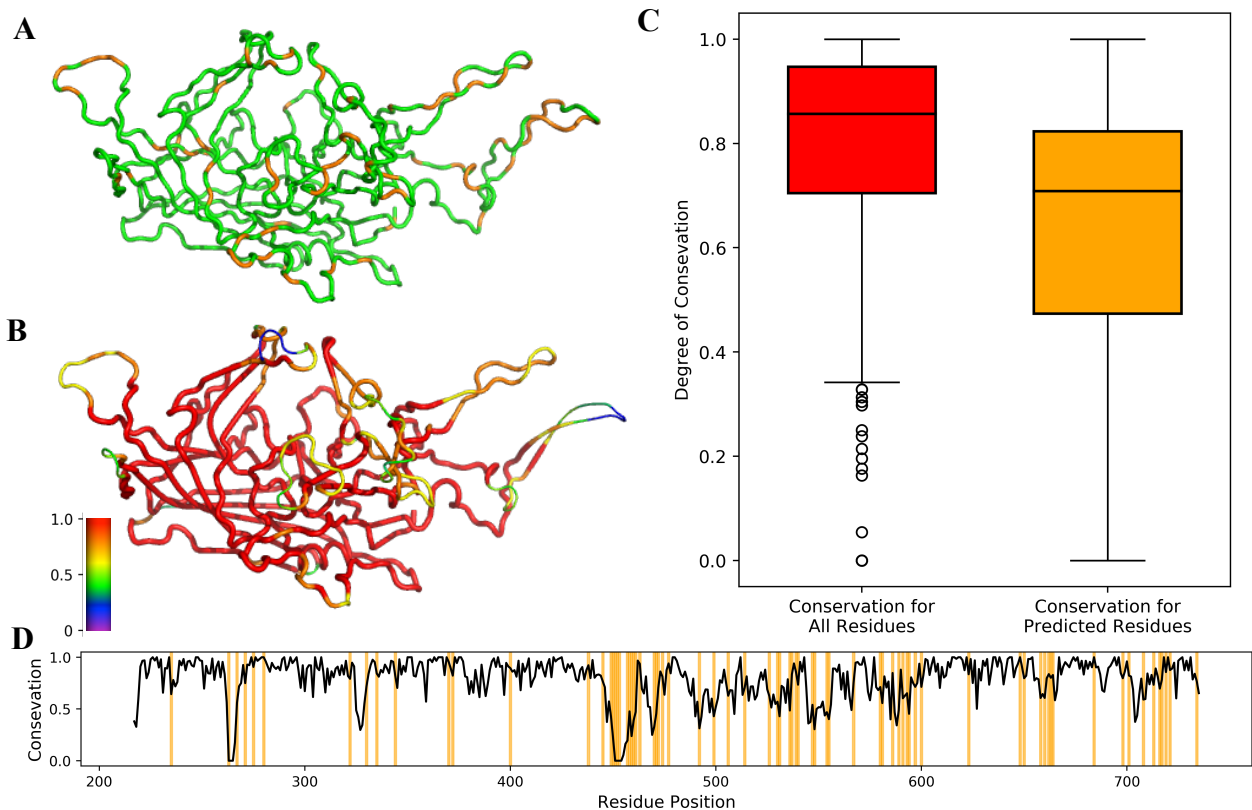 A
B
1.0
0.5
0
C
Degree of Consevation
1.0
0.8
0.6
0.4
0.2
0.0
Conservation for
All Residues
Conservation for
Predicted Residues
D
Consevation
1.0
0.5
0.0
200
300
400
500
600
700
Residue Position